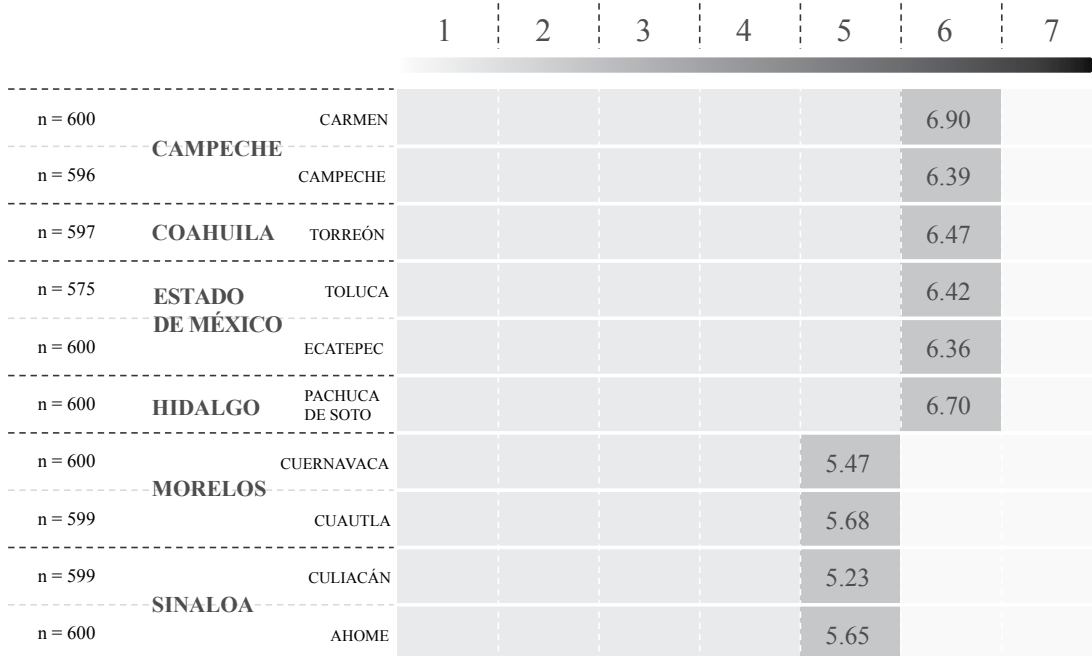 1 2 3 4 5 6 7
n = 600 CARMEN 6.90
CAMPECHE
n = 596 CAMPECHE 6.39
n = 597 COAHUILA TORREÓN 6.47
n = 575 TOLUCA 6.42
ESTADO
DE MÉXICO
n = 600 ECATEPEC 6.36
n = 600 HIDALGO PACHUCA
DE SOTO 6.70
n = 600 CUERNAVACA 5.47
MORELOS
n = 599 CUAUTLA 5.68
n = 599 CULIACÁN 5.23
SINALOA
n = 600 AHOME 5.65